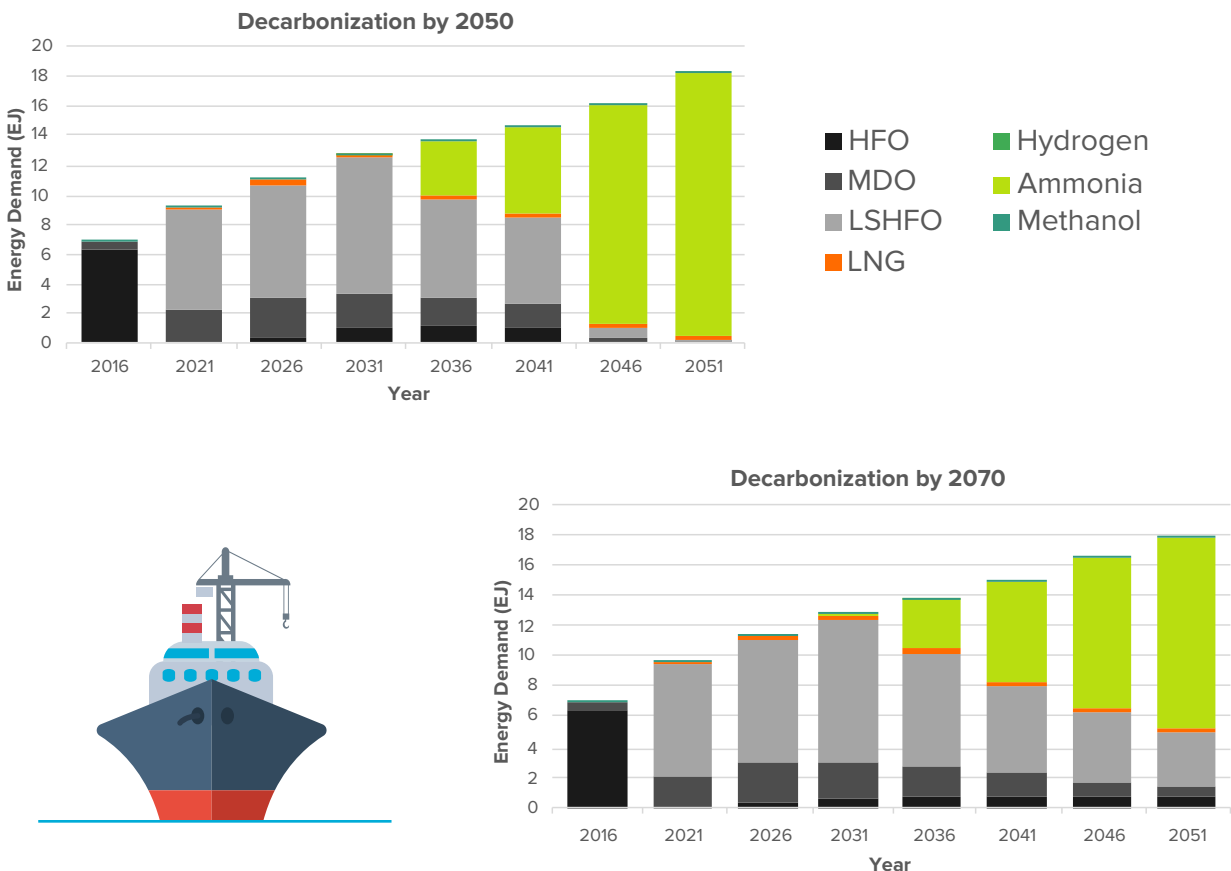 Decarbonization by 2050
Energy Demand (EJ)
20
18
16
14
12
10
8
6
4
2
0
2016 2021 2026 2031 2036 2041 2046 2051
Year
HFO Hydrogen
MDO Ammonia
LSHFO Methanol
LNG
Decarbonization by 2070
Energy Demand (EJ)
20
18
16
14
12
10
8
6
4
2
0
2016 2021 2026 2031 2036 2041 2046 2051
Year